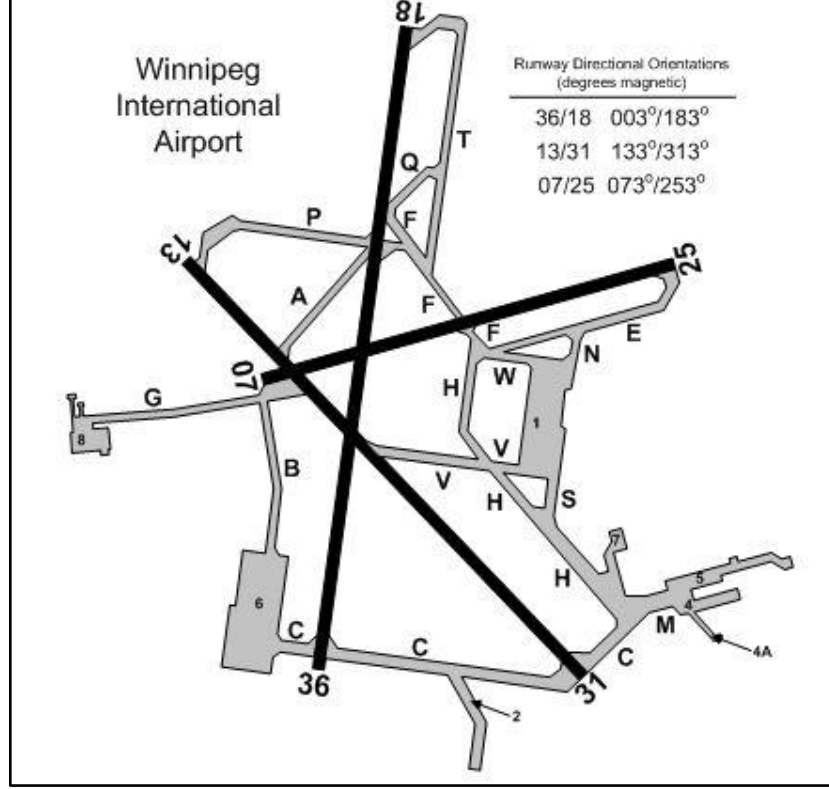 18
Winnipeg
International
Airport
Runway Directional Orientations
(degrees magnetic)
36/18 003°/183°
13/31 133°/313°
07/25 073°/253°
T
Q
P
F
13
25
A
F
F
E
N
07
H
W
G
1
8
B
V
V
H
S
7
H
5
6
4
M
C
C
C
4A
36
31
2